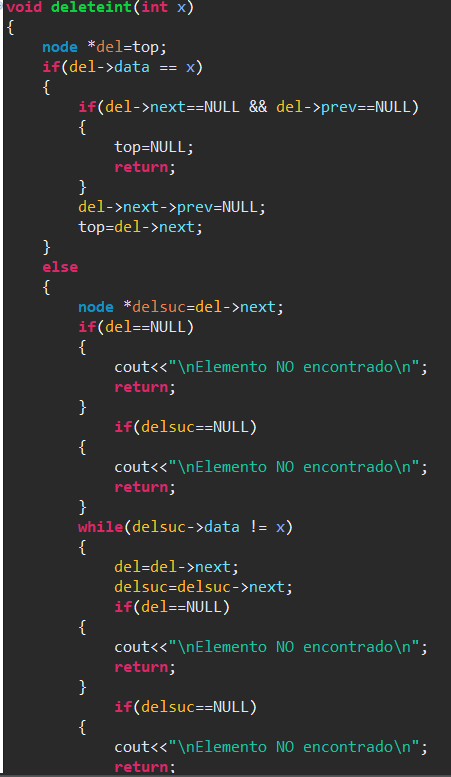 void deleteint(int x)
{
    node *del=top;
    if(del->data == x)
    {
        if(del->next==NULL && del->prev==NULL)
        {
            top=NULL;
            return;
        }
        del->next->prev=NULL;
        top=del->next;
    }
    else
    {
        node *delsuc=del->next;
        if(del==NULL)
        {
            cout<<"\nElemento NO encontrado\n";
            return;
        }
            if(delsuc==NULL)
        {
            cout<<"\nElemento NO encontrado\n";
            return;
        }
        while(delsuc->data != x)
        {
            del=del->next;
            delsuc=delsuc->next;
            if(del==NULL)
        {
            cout<<"\nElemento NO encontrado\n";
            return;
        }
            if(delsuc==NULL)
        {
            cout<<"\nElemento NO encontrado\n";
            return;